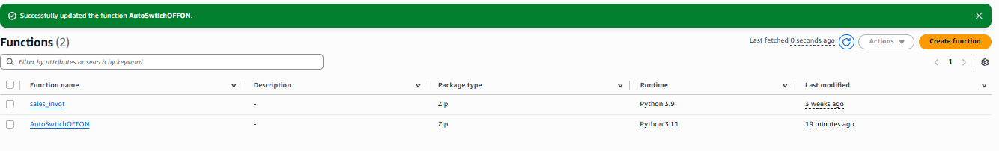 Successfully updated the function AutoSwtichOFFON.
Functions (2)
Last fetched 0 seconds ago
Actions
Create function
Filter by attributes or search by keyword
1
Function name Description Package type Runtime Last modified
sales_invot - Zip Python 3.9 3 weeks ago
AutoSwtichOFFON - Zip Python 3.11 19 minutes ago